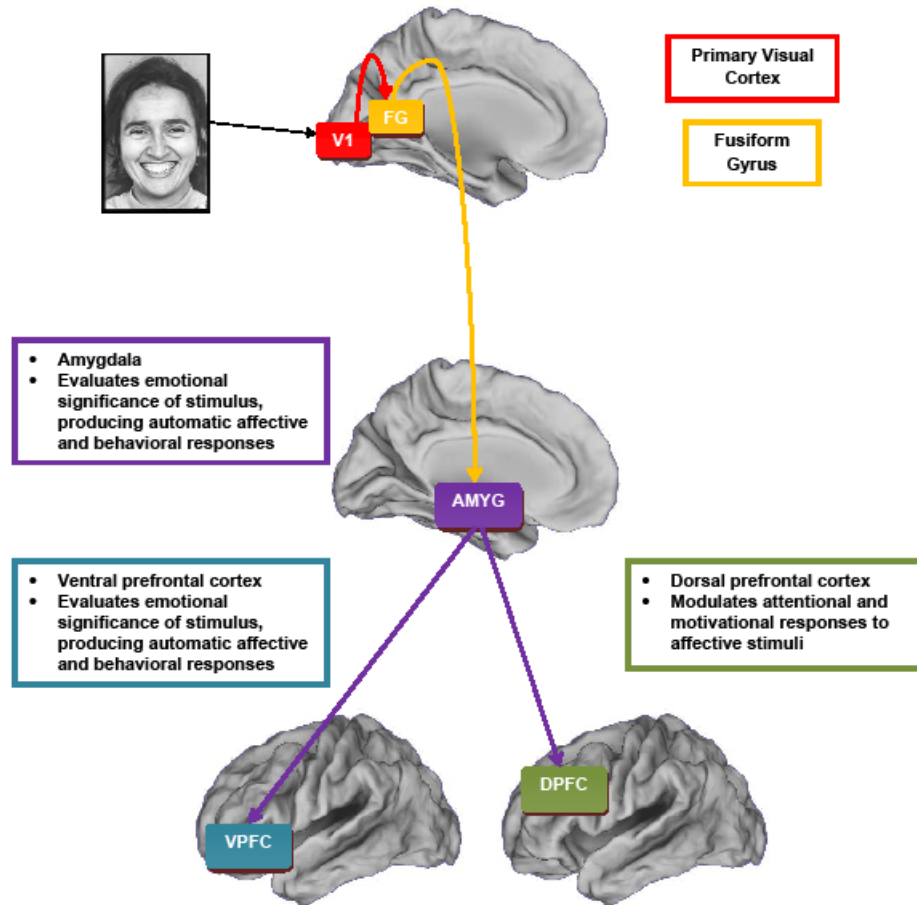 Primary Visual
Cortex
FG
V1
Fusiform
Gyrus
• Amygdala
• Evaluates emotional
significance of stimulus,
producing automatic affective
and behavioral responses
AMYG
• Ventral prefrontal cortex
• Evaluates emotional
significance of stimulus,
producing automatic affective
and behavioral responses
• Dorsal prefrontal cortex
• Modulates attentional and
motivational responses to
affective stimuli
DPFC
VPFC